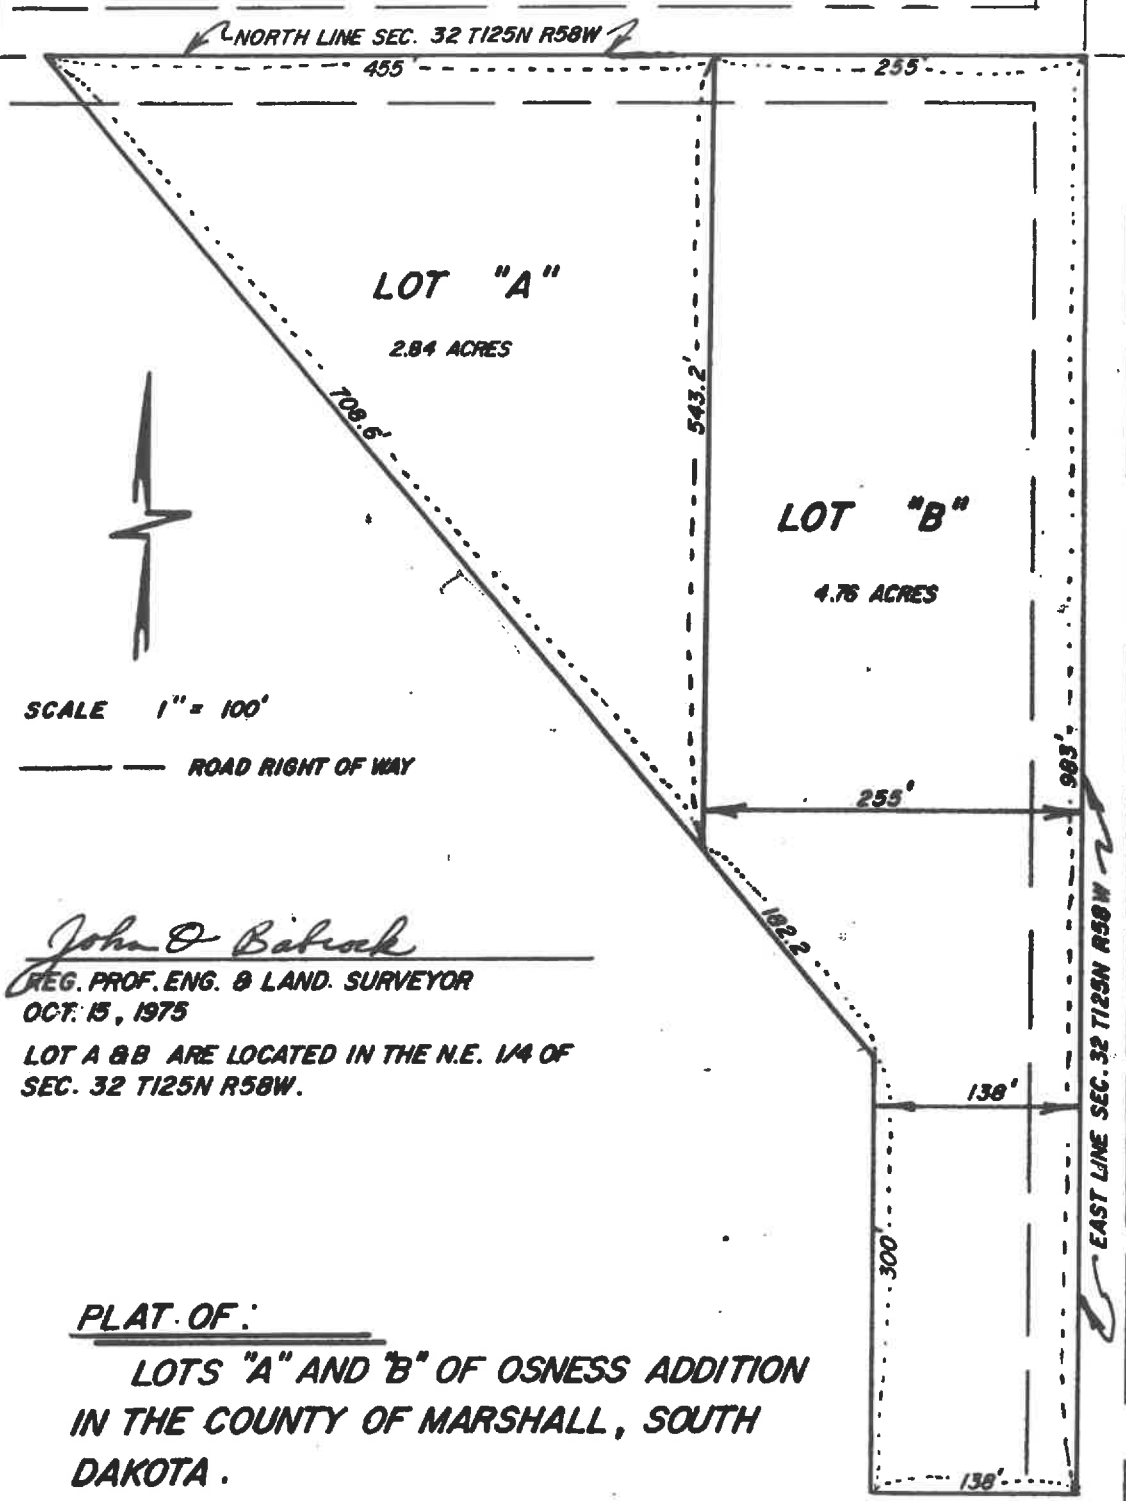 NORTH LINE SEC. 32 T125N R58W
455'
255'
LOT "A"
2.84 ACRES
708.6'
543.2'
LOT "B"
4.76 ACRES
SCALE 1" = 100'
ROAD RIGHT OF WAY
983'
255'
182.2
John O Babcock
REG. PROF. ENG. & LAND. SURVEYOR
OCT. 15, 1975
LOT A & B ARE LOCATED IN THE N.E. 1/4 OF
SEC. 32 T125N R58W.
138'
EAST LINE SEC. 32 T125N R58W
300'
PLAT OF:
LOTS "A" AND "B" OF OSNESS ADDITION
IN THE COUNTY OF MARSHALL, SOUTH
DAKOTA.
138'